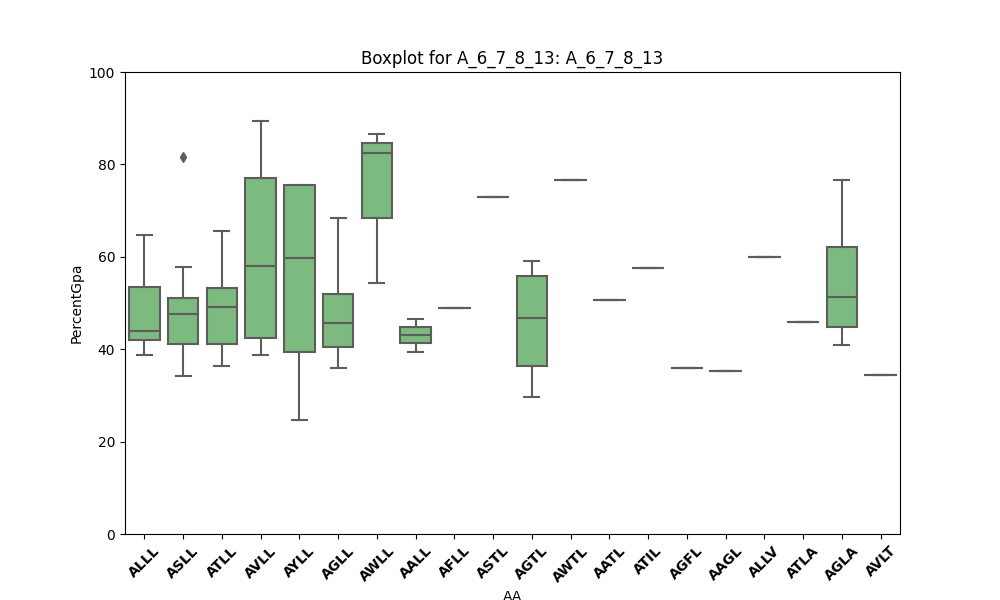 Boxplot for A_6_7_8_13: A_6_7_8_13
100
80
60
40
20
0
PercentGpa
ALLL
ASLL
ATLL
AVLL
AYLL
AGLL
AWLL
AALL
AFLL
ASTL
AGTL
AWTL
AATL
ATIL
AGFL
AAGL
ALLV
ATLA
AGLA
AVLT
AA